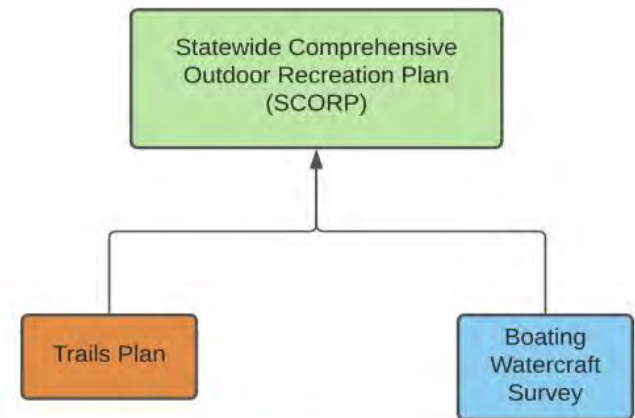 Statewide Comprehensive
Outdoor Recreation Plan
(SCORP)
Trails Plan
Boating
Watercraft
Survey